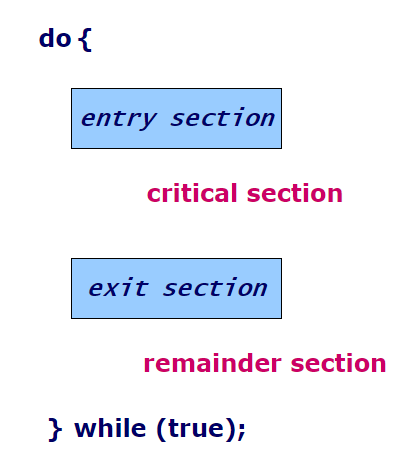 do {
entry section
critical section
exit section
remainder section
} while (true);